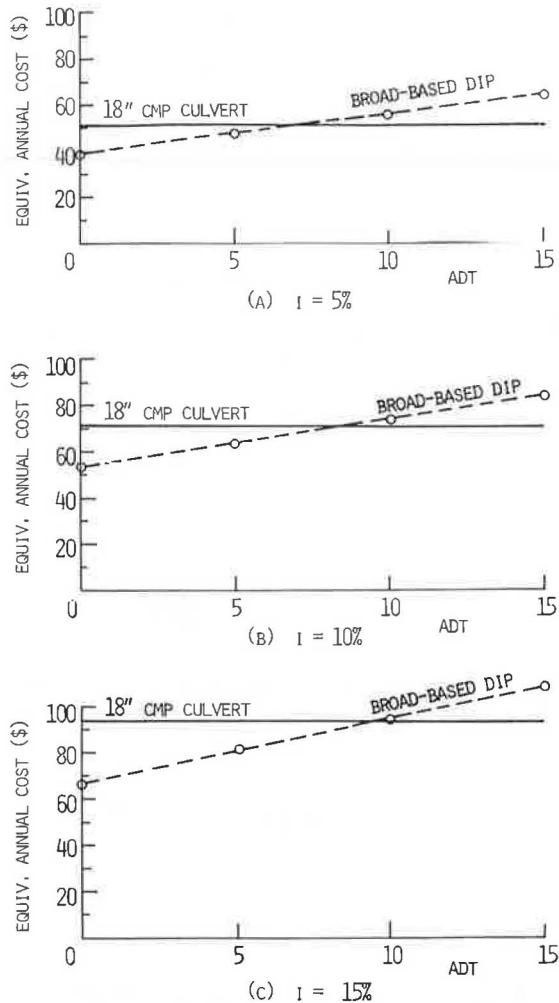 EQUIV. ANNUAL COST ($)
100
80
60
40
20
0
18" CMP CULVERT
BROAD-BASED DIP
5
10
15
ADT
(A) I = 5%
EQUIV. ANNUAL COST ($)
100
80
60
40
20
0
18" CMP CULVERT
BROAD-BASED DIP
5
10
15
ADT
(B) I = 10%
EQUIV. ANNUAL COST ($)
100
80
60
40
20
0
18" CMP CULVERT
BROAD-BASED DIP
5
10
15
ADT
(C) I = 15%